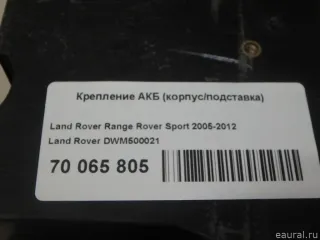 Крепление АКБ (корпус/подставка)
Land Rover Range Rover Sport 2005-2012
Land Rover DWM500021
70 065 805
eaural.ru